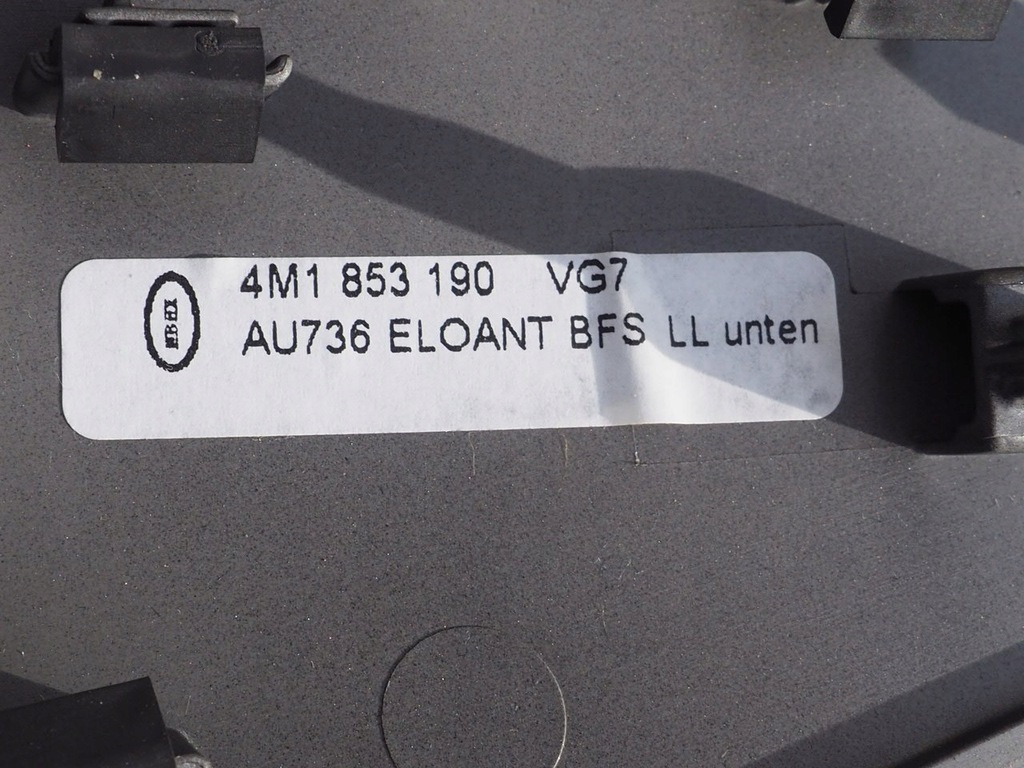 4M1 853 190 VG7
AU736 ELOANT BFS LL unten